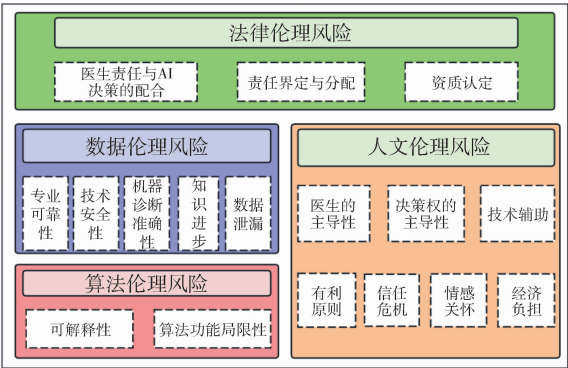 法律伦理风险
医生责任与AI
决策的配合
责任界定与分配
资质认定
数据伦理风险
专业
可靠
性
技术
安全
性
机器
诊断
准确
性
知
识
进
步
数据
泄漏
算法伦理风险
可解释性
算法功能局限性
人文伦理风险
医生的
主导性
决策权的
主导性
技术辅助
有利
原则
信任
危机
情感
关怀
经济
负担